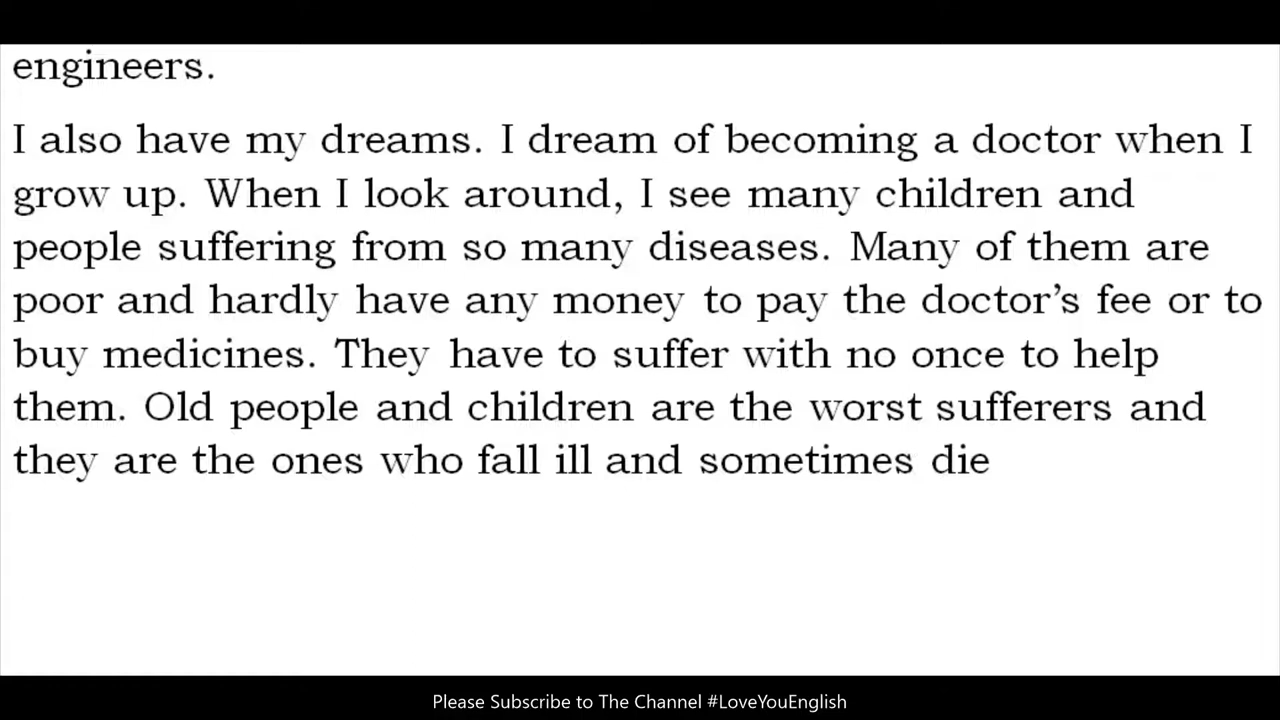 engineers.
I also have my dreams. I dream of becoming a doctor when I
grow up. When I look around, I see many children and
people suffering from so many diseases. Many of them are
poor and hardly have any money to pay the doctor’s fee or to
buy medicines. They have to suffer with no once to help
them. Old people and children are the worst sufferers and
they are the ones who fall ill and sometimes die
Please Subscribe to The Channel #LoveYouEnglish